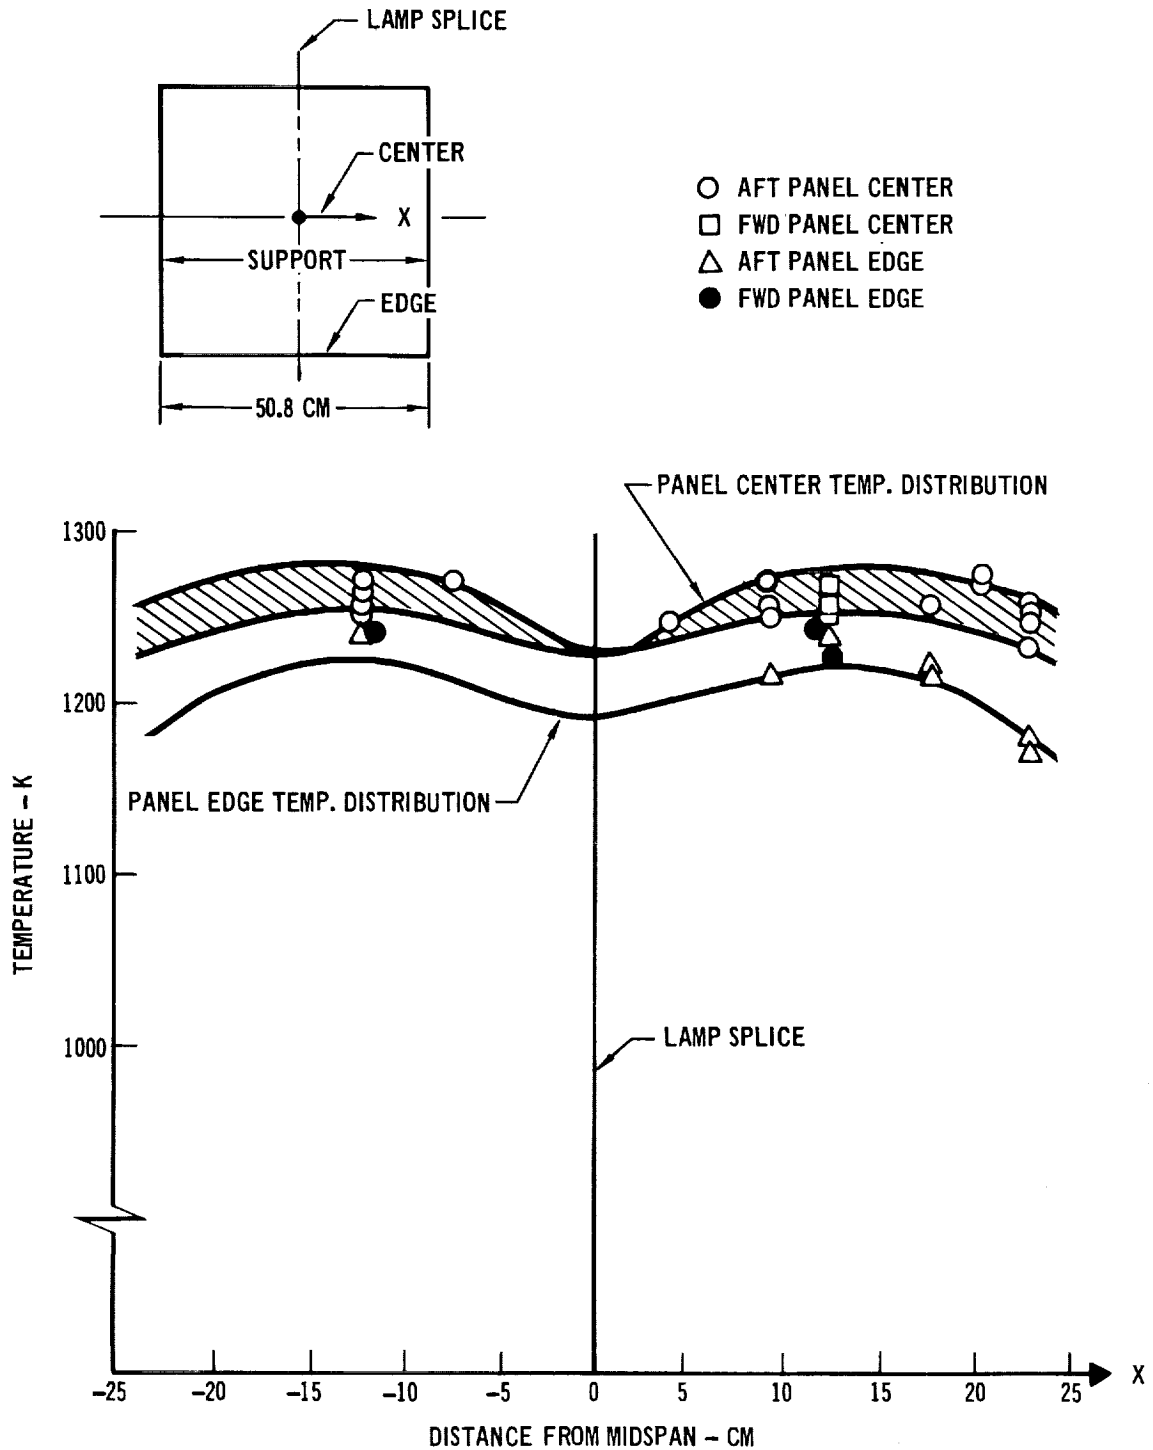 LAMP SPLICE
CENTER
X
SUPPORT
EDGE
50.8 CM
AFT PANEL CENTER
FWD PANEL CENTER
AFT PANEL EDGE
FWD PANEL EDGE
PANEL CENTER TEMP. DISTRIBUTION
1300
1200
PANEL EDGE TEMP. DISTRIBUTION
TEMPERATURE – K
1100
1000
LAMP SPLICE
–25 –20 –15 –10 –5 0 5 10 15 20 25 X
DISTANCE FROM MIDSPAN – CM